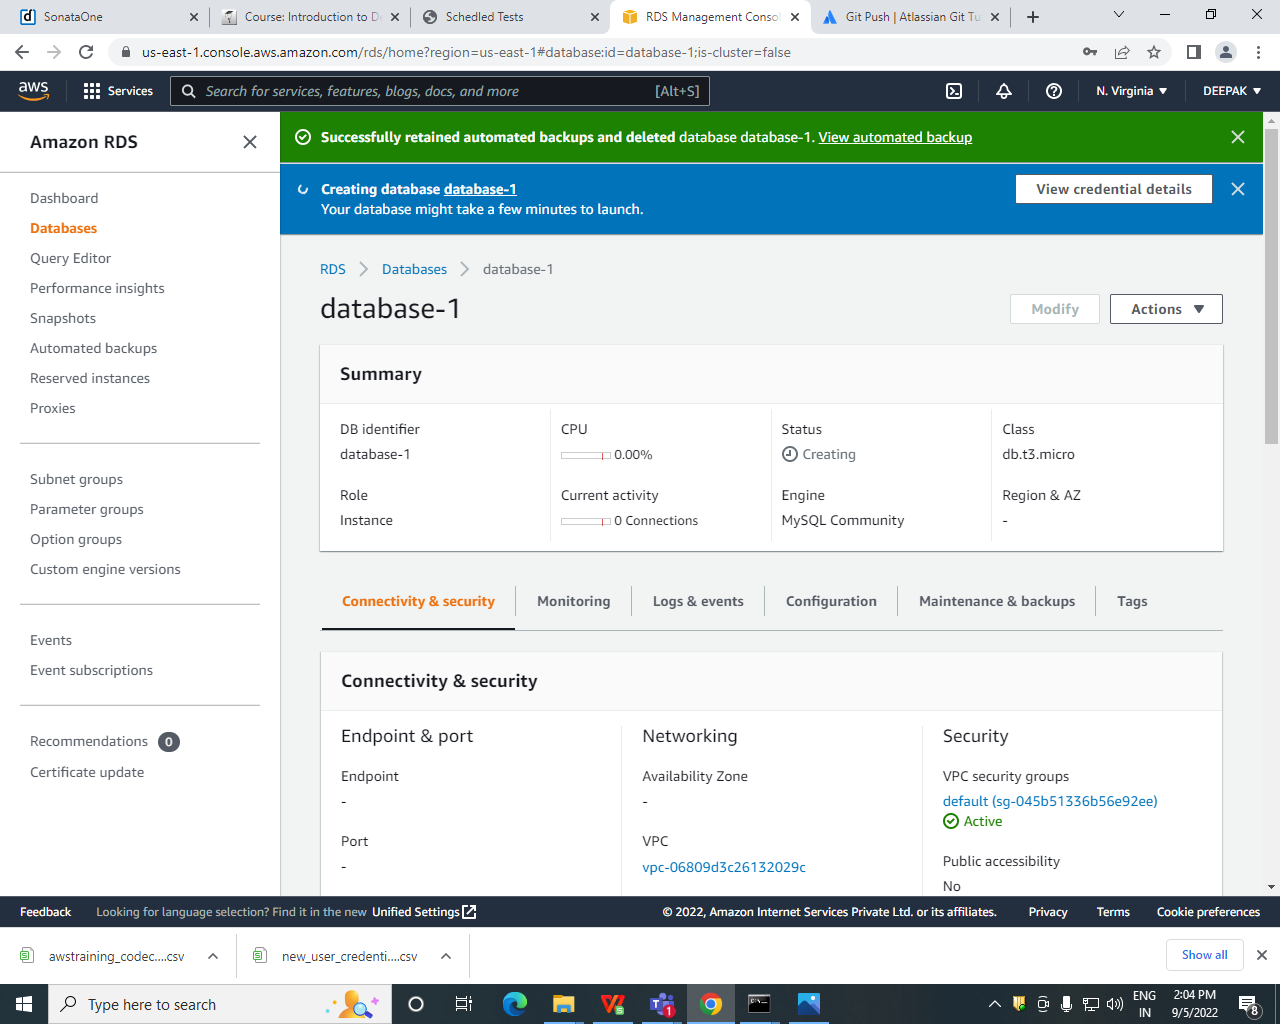 SonataOne
Course: Introduction to D
Schedled Tests
RDS Management Conso
Git Push | Atlassian Git Tu
us-east-1.console.aws.amazon.com/rds/home?region=us-east-1#database:id=database-1;is-cluster=false
aws
Services
Search for services, features, blogs, docs, and more
[Alt+S]
N. Virginia
DEEPAK
Amazon RDS
Dashboard
Databases
Query Editor
Performance insights
Snapshots
Automated backups
Reserved instances
Proxies
Subnet groups
Parameter groups
Option groups
Custom engine versions
Events
Event subscriptions
Recommendations 0
Certificate update
Successfully retained automated backups and deleted database database-1. View automated backup
Creating database database-1
Your database might take a few minutes to launch.
View credential details
RDS
Databases
database-1
database-1
Modify
Actions
Summary
DB identifier
database-1
CPU
0.00%
Status
Creating
Class
db.t3.micro
Role
Instance
Current activity
0 Connections
Engine
MySQL Community
Region & AZ
-
Connectivity & security
Monitoring
Logs & events
Configuration
Maintenance & backups
Tags
Connectivity & security
Endpoint & port
Endpoint
-
Port
-
Networking
Availability Zone
-
VPC
vpc-06809d3c26132029c
Security
VPC security groups
default (sg-045b51336b56e92ee)
Active
Public accessibility
No
Feedback
Looking for language selection? Find it in the new Unified Settings
© 2022, Amazon Internet Services Private Ltd. or its affiliates.
Privacy
Terms
Cookie preferences
awstraining_codec....csv
new_user_credenti....csv
Show all
Type here to search
1
ENG
IN
2:04 PM
9/5/2022
8